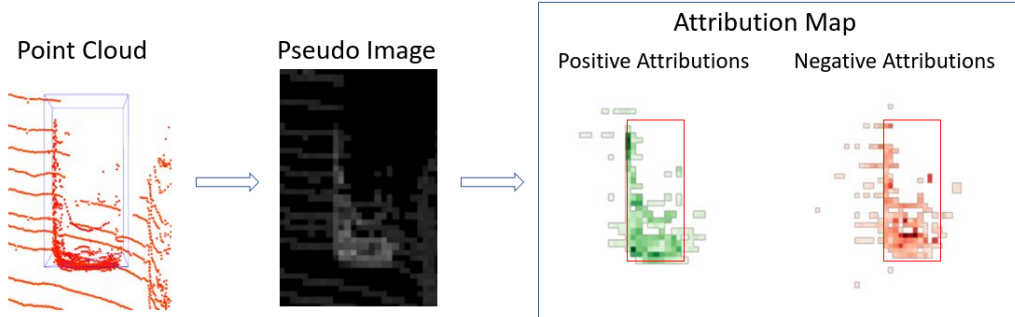 Point Cloud
Pseudo Image
Attribution Map
Positive Attributions
Negative Attributions